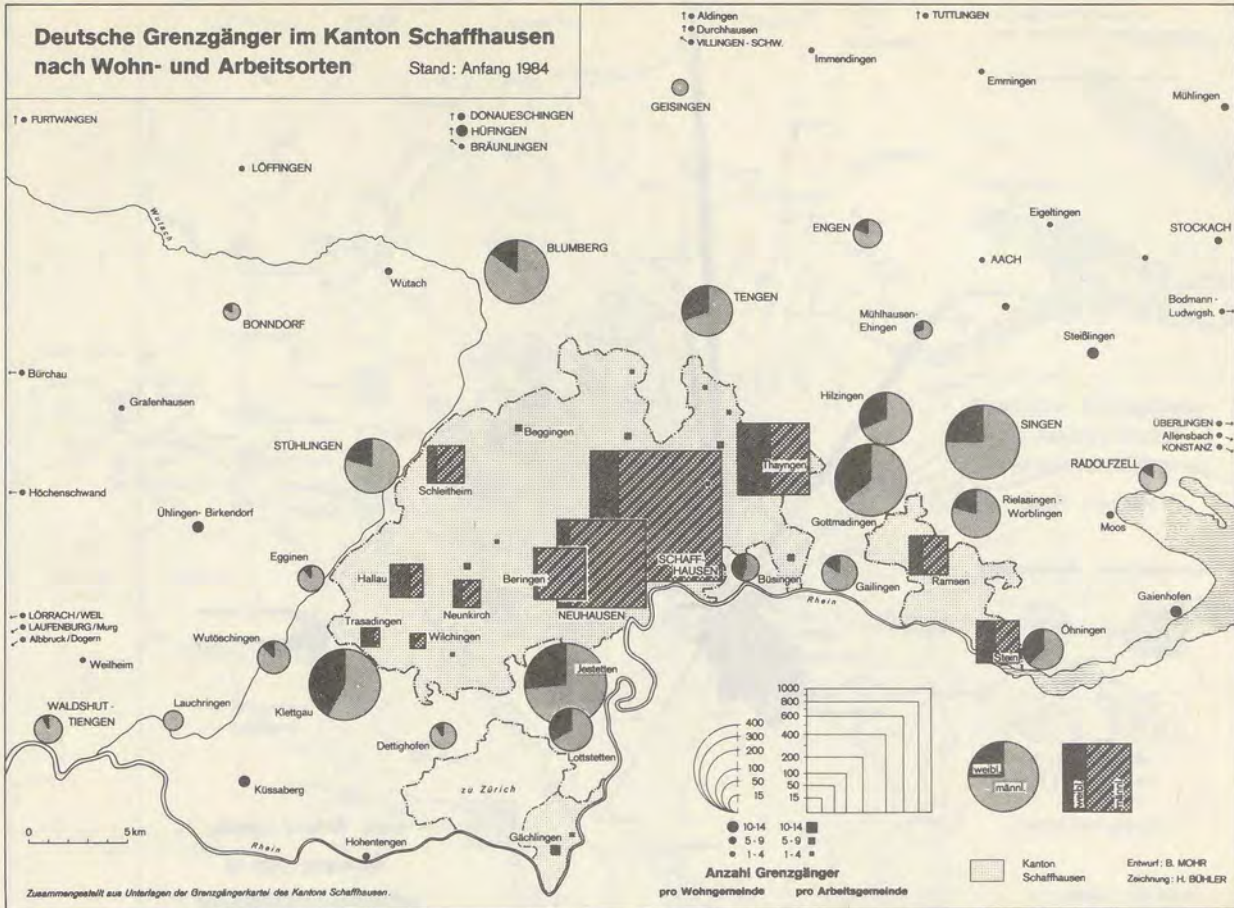 Deutsche Grenzgänger im Kanton Schaffhausen
nach Wohn- und Arbeitsorten Stand: Anfang 1984
↑ Aldingen
↑ Durchhausen
VILLINGEN - SCHW.
↑ TUTTLINGEN
Immendingen
Emmingen
Mühlingen
GEISINGEN
↑ FURTWANGEN
↑ DONAUESCHINGEN
↑ HÜFINGEN
BRÄUNLINGEN
LÖFFINGEN
Wutach
ENGEN
Eigeltingen
STOCKACH
BLUMBERG
Wutach
AACH
TENGEN
Bodmann -
Ludwigsh.
BONNDORF
Mühlhausen-
Ehingen
Steißlingen
Bürchau
Grafenhausen
Hilzingen
SINGEN
Beggingen
ÜBERLINGEN
Allensbach
KONSTANZ
STÜHLINGEN
Thayngen
RADOLFZELL
Schleitheim
Höchenschwand
Rielasingen -
Worblingen
Ühlingen- Birkendorf
Gottmadingen
Moos
Egginen
SCHAFF-
HAUSEN
Hallau
Beringen
Büsingen
Gailingen
Ramsen
Neunkirch
Rhein
Gaienhofen
LÖRRACH/WEIL
LAUFENBURG/Murg
Albbruck/Dogern
NEUHAUSEN
Trasadingen
Wilchingen
Wutöschingen
Stein
Öhningen
Weilheim
Jestetten
Klettgau
WALDSHUT -
TIENGEN
Lauchringen
Dettighofen
Lottstetten
Küssaberg
zu Zürich
0 5 km
Rhein
Hohentengen
Gächlingen
400
300
200
100
50
15
1000
800
600
400
200
100
50
15
10-14 10-14
5 - 9 5 - 9
1 - 4 1 - 4
Anzahl Grenzgänger
pro Wohngemeinde pro Arbeitsgemeinde
weibl.
männl.
weibl.
Kanton
Schaffhausen
Entwurf: B. MOHR
Zeichnung: H. BÜHLER
Zusammengestellt aus Unterlagen der Grenzgängerkartei des Kantons Schaffhausen.